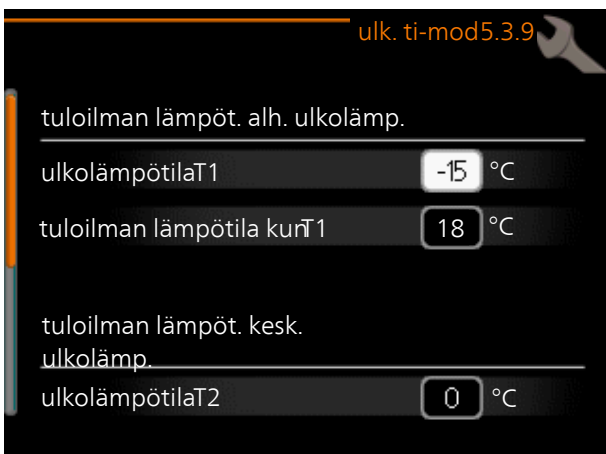 ulk. ti-mod5.3.9
tuloilman lämpöt. alh. ulkolämp.
ulkolämpötilaT1 -15 °C
tuloilman lämpötila kunT1 18 °C
tuloilman lämpöt. kesk.
ulkolämp.
ulkolämpötilaT2 0 °C